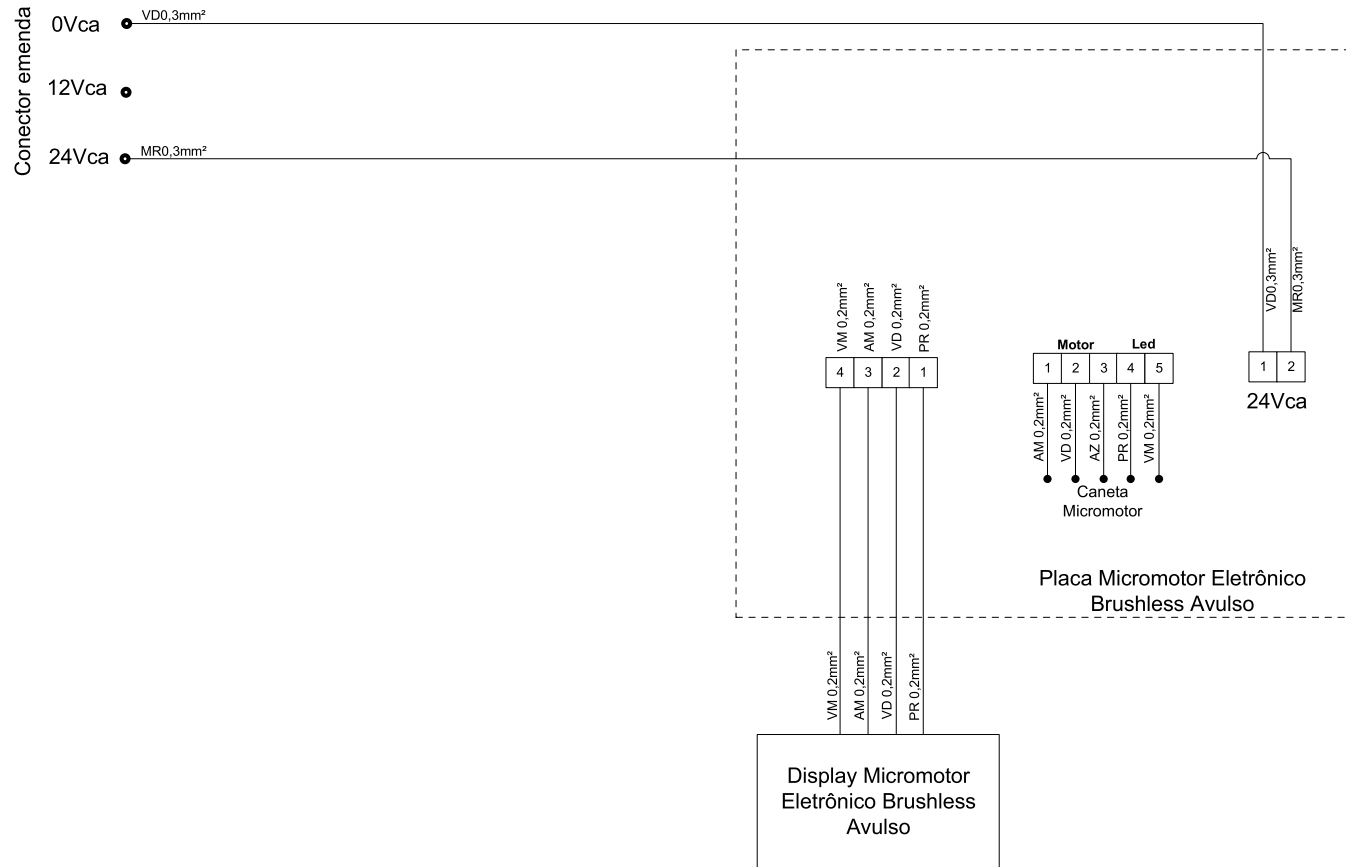 Conector emenda
0Vca
VD0,3mm²
12Vca
24Vca
MR0,3mm²
VD0,3mm²
MR0,3mm²
VM 0,2mm²
AM 0,2mm²
VD 0,2mm²
PR 0,2mm²
4 3 2 1
Motor Led
1 2 3 4 5
1 2
24Vca
AM 0,2mm²
VD 0,2mm²
AZ 0,2mm²
PR 0,2mm²
VM 0,2mm²
Caneta
Micromotor
Placa Micromotor Eletrônico
Brushless Avulso
VM 0,2mm²
AM 0,2mm²
VD 0,2mm²
PR 0,2mm²
Display Micromotor
Eletrônico Brushless
Avulso